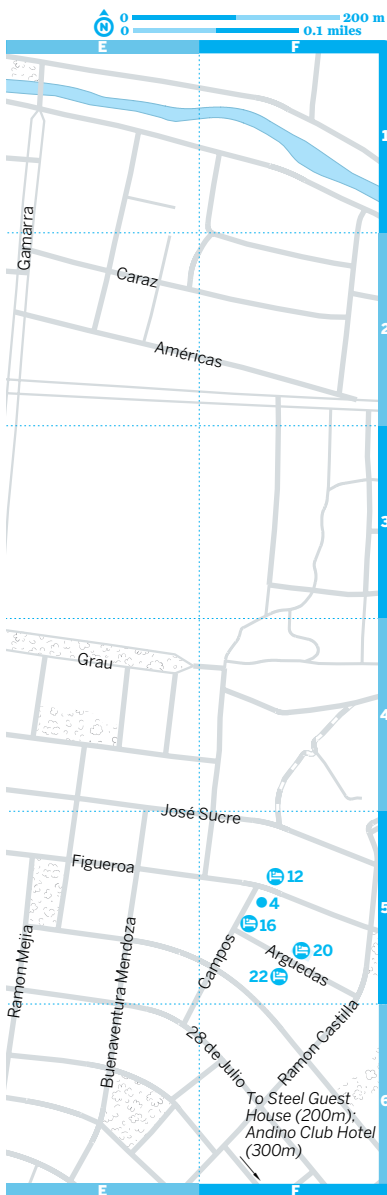 0 200 m
N
0 0.1 miles
E F
1
Gamarra
Caraz
2
Américas
3
Grau
4
José Sucre
Figueroa
12
4
5
16
Ramon Mejia
Buenaventura Mendoza
Campos
20
Arguedas
22
28 de Julio
Ramon Castilla
6
To Steel Guest
House (200m);
Andino Club Hotel
(300m)
E F